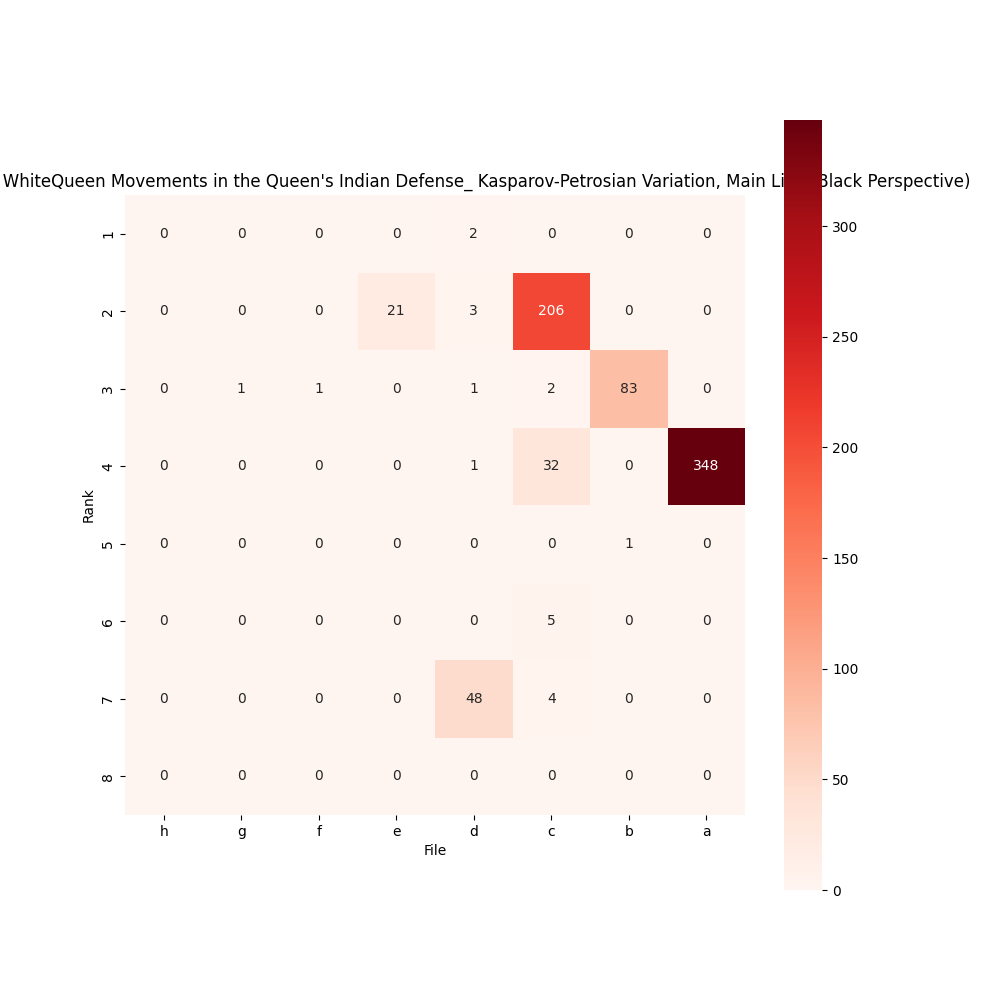 WhiteQueen Movements in the Queen's Indian Defense_ Kasparov-Petrosian Variation, Main Li Black Perspective)
1 0 0 0 0 2 0 0 0
2 0 0 0 21 3 206 0 0
3 0 1 1 0 1 2 83 0
4 0 0 0 0 1 32 0 348
5 0 0 0 0 0 0 1 0
6 0 0 0 0 0 5 0 0
7 0 0 0 0 48 4 0 0
8 0 0 0 0 0 0 0 0
h g f e d c b a
File
Rank
300
250
200
150
100
50
0